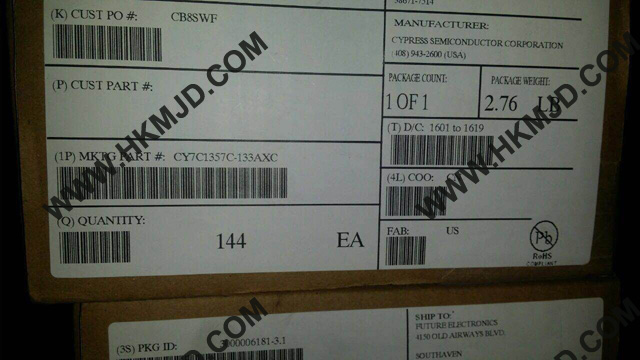 38671-7514
(K) CUST PO #: CB8SWF
MANUFACTURER:
CYPRESS SEMICONDUCTOR CORPORATION
(408) 943-2600 (USA)
(P) CUST PART #:
PACKAGE COUNT:
1 OF 1
PACKAGE WEIGHT:
2.76 LB
(T) D/C: 1601 to 1619
(1P) MKTG PART #: CY7C1357C-133AXC
(4L) COO:
(Q) QUANTITY:
144 EA
FAB: US
Pb
RoHS
COMPLIANT
WWW.HKMJD.COM
WWW.HKMJD.COM
SHIP TO:
FUTURE ELECTRONICS
4150 OLD AIRWAYS BLVD.
SOUTHAVEN
(3S) PKG ID: